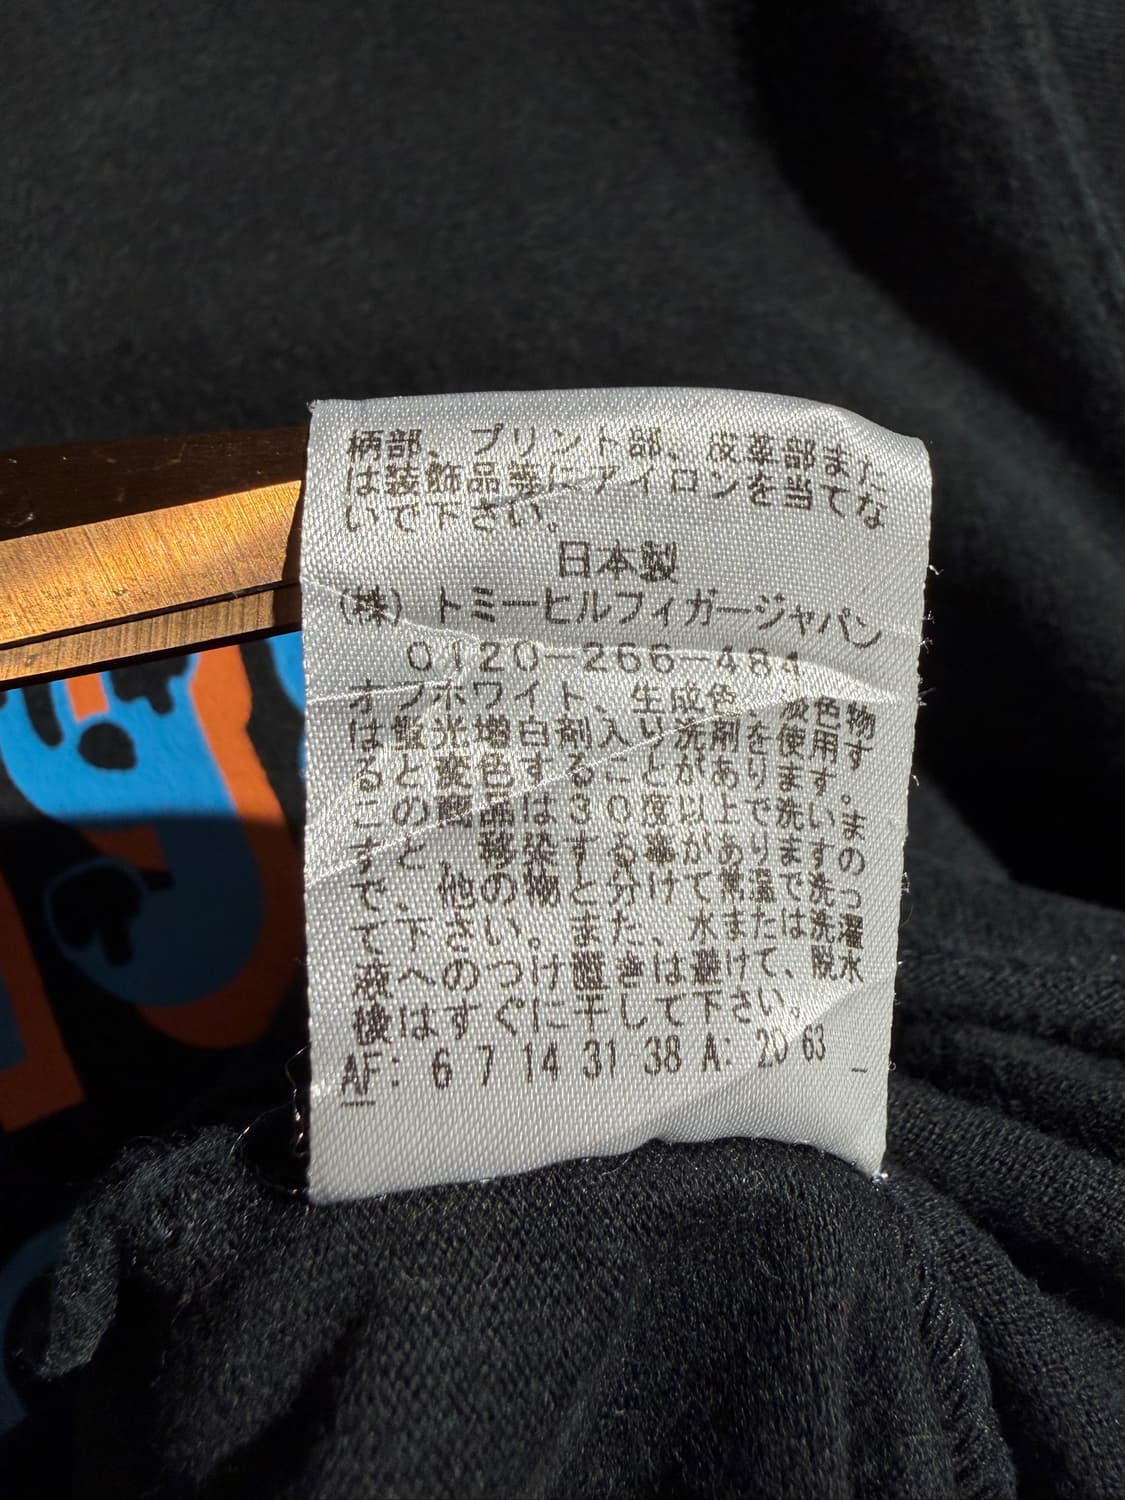 柄部、プリント部、皮革部また
は装飾品等にアイロンを当てな
いで下さい。
日本製
(株) トミーヒルフィガージャパン
0120-266-484
オフホワイト、生成色、淡色物
は蛍光増白剤入り洗剤を使用す
ると変色することがあります。
この商品は30度以上で洗いま
すと、移染する事がありますの
で、他の物と分けて常温で洗っ
て下さい。また、水または洗濯
液へのつけ置きは避けて、脱水
後はすぐに干して下さい。
AF: 6 7 14 31 38 A: 20 63